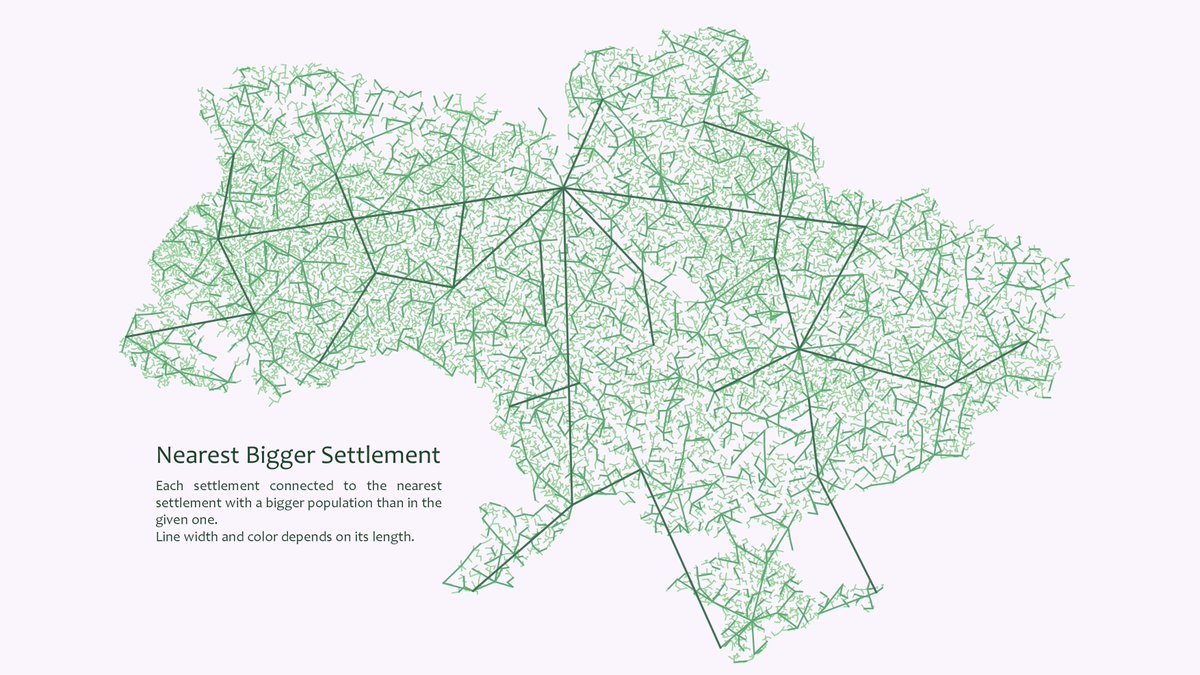 Nearest Bigger Settlement
Each settlement connected to the nearest
settlement with a bigger population than in the
given one.
Line width and color depends on its length.